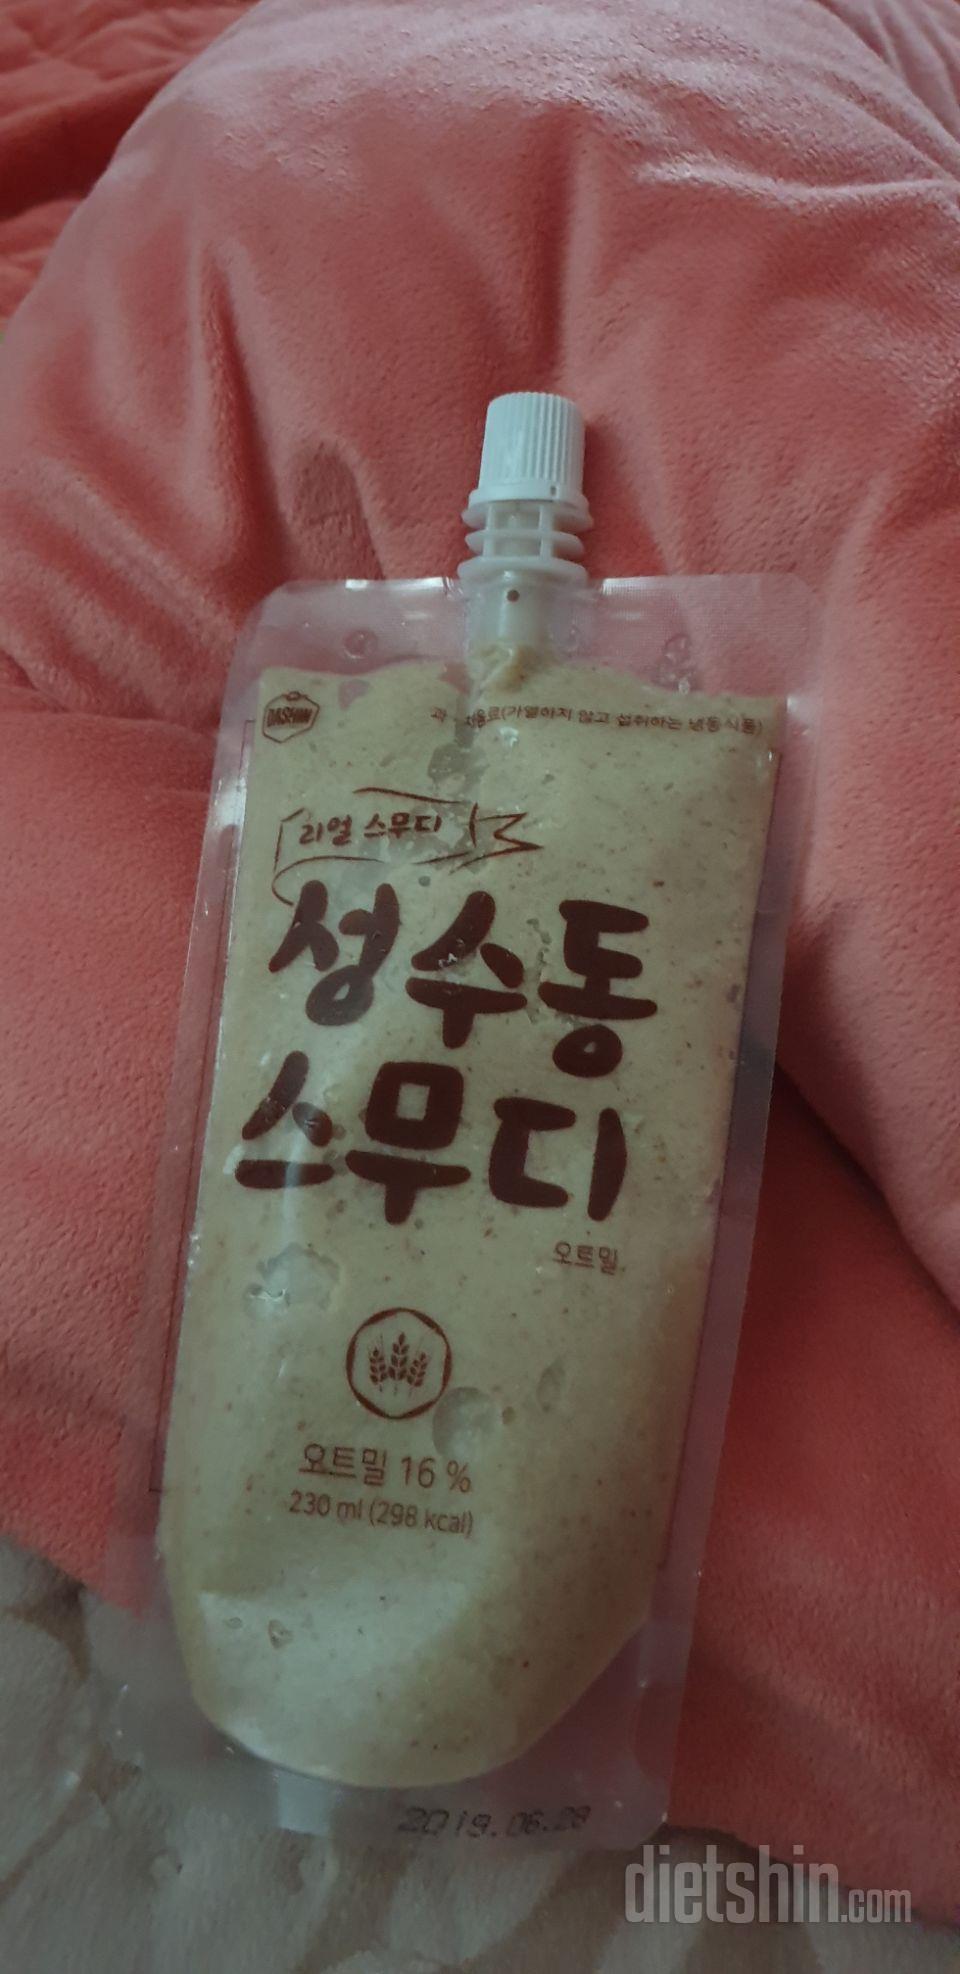 DASHIN
과·채음료(가열하지 않고 섭취하는 냉동식품)
리얼 스무디
성수동
스무디
오트밀
오트밀 16 %
230 ml (298 kcal)
2019.06.28
dietshin.com